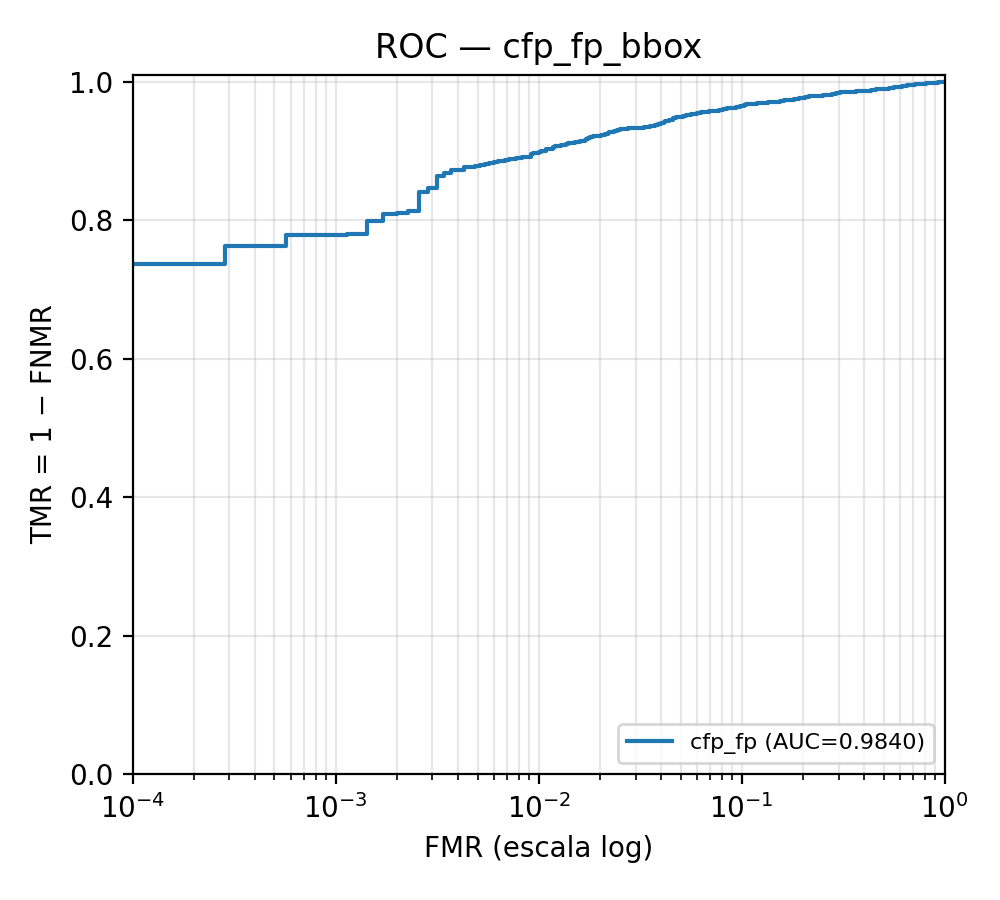 ROC — cfp_fp_bbox
TMR = 1 − FNMR
1.0
0.8
0.6
0.4
0.2
0.0
cfp_fp (AUC=0.9840)
10⁻⁴ 10⁻³ 10⁻² 10⁻¹ 10⁰
FMR (escala log)